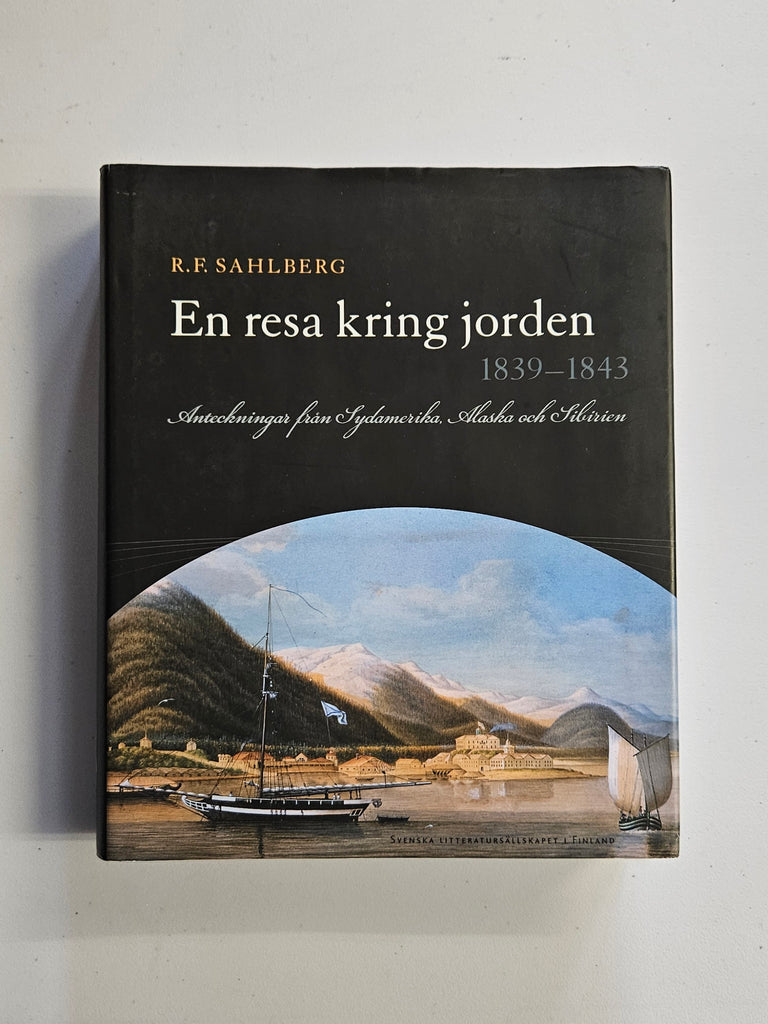 R.F. SAHLBERG
En resa kring jorden
1839–1843
Anteckningar från Sydamerika, Alaska och Sibirien
SVENSKA LITTERATURSÄLLSKAPET I FINLAND